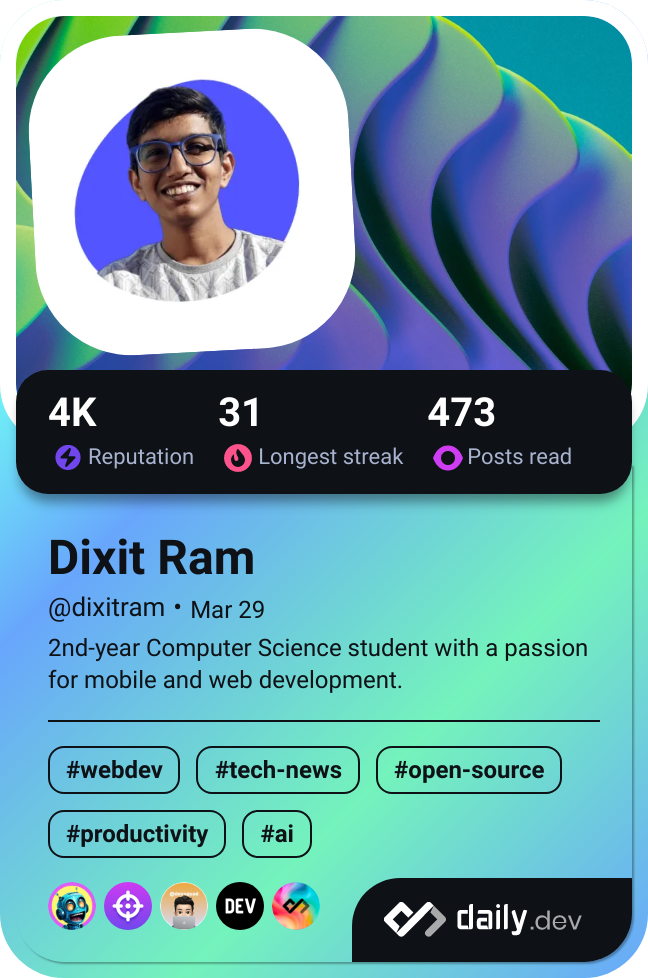 4K 31 473
Reputation Longest streak Posts read
Dixit Ram
@dixitram • Mar 29
2nd-year Computer Science student with a passion
for mobile and web development.
#webdev #tech-news #open-source
#productivity #ai
DEV daily.dev